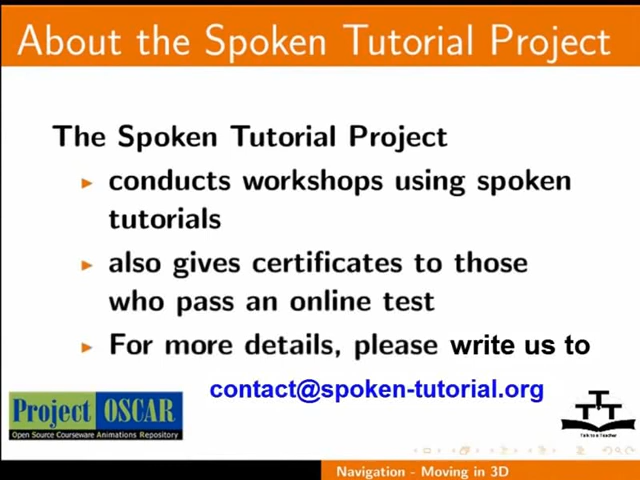 About the Spoken Tutorial Project
The Spoken Tutorial Project
conducts workshops using spoken
tutorials
also gives certificates to those
who pass an online test
For more details, please write us to
contact@spoken-tutorial.org
Project OSCAR
Open Source Courseware Animations Repository
TTT
Talk to a Teacher
Navigation - Moving in 3D